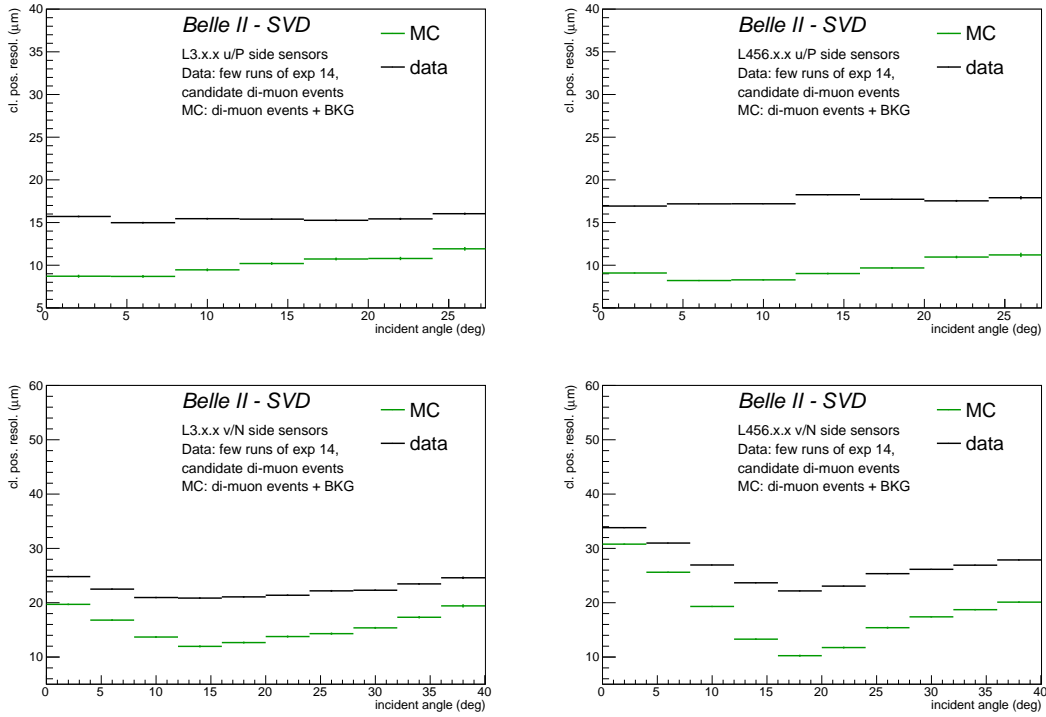 cl. pos. resol. (μm)
40
35
30
25
20
15
10
5
0 5 10 15 20 25
incident angle (deg)
Belle II - SVD
L3.x.x u/P side sensors
Data: few runs of exp 14,
candidate di-muon events
MC: di-muon events + BKG
MC
data
cl. pos. resol. (μm)
40
35
30
25
20
15
10
5
0 5 10 15 20 25
incident angle (deg)
Belle II - SVD
L456.x.x u/P side sensors
Data: few runs of exp 14,
candidate di-muon events
MC: di-muon events + BKG
MC
data
cl. pos. resol. (μm)
60
50
40
30
20
10
0 5 10 15 20 25 30 35 40
incident angle (deg)
Belle II - SVD
L3.x.x v/N side sensors
Data: few runs of exp 14,
candidate di-muon events
MC: di-muon events + BKG
MC
data
cl. pos. resol. (μm)
60
50
40
30
20
10
0 5 10 15 20 25 30 35 40
incident angle (deg)
Belle II - SVD
L456.x.x v/N side sensors
Data: few runs of exp 14,
candidate di-muon events
MC: di-muon events + BKG
MC
data